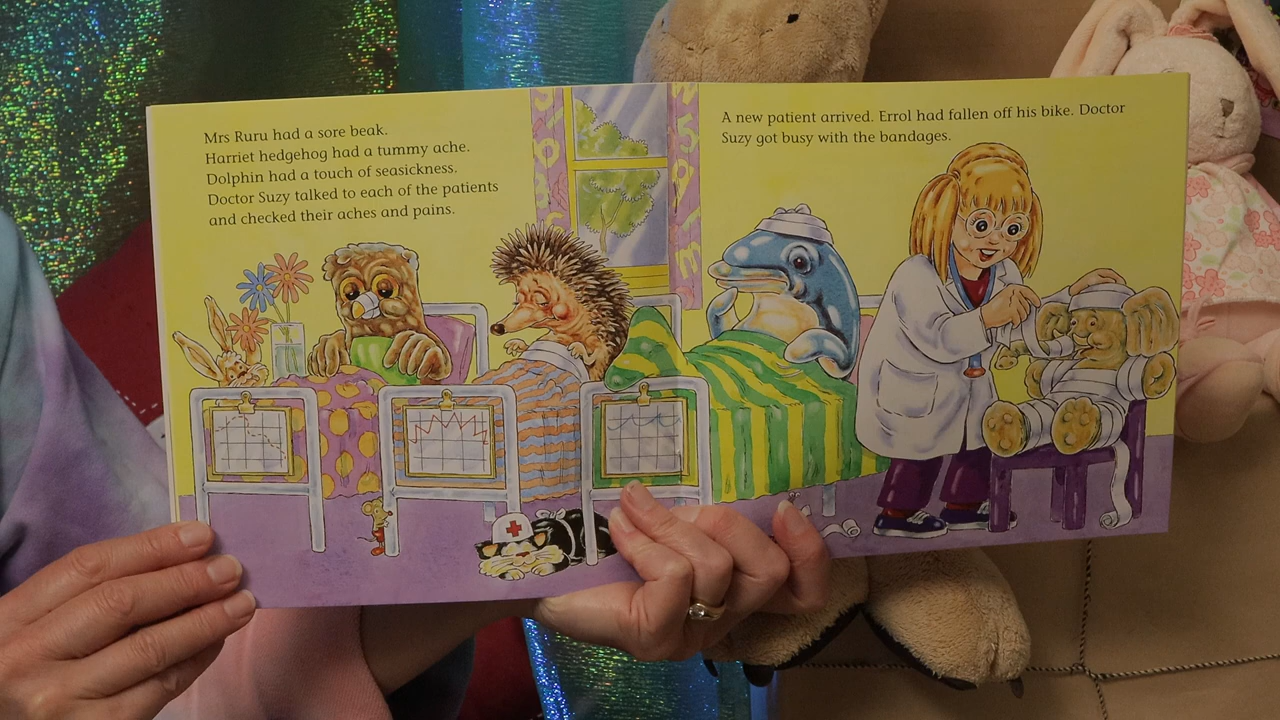 Mrs Ruru had a sore beak.
Harriet hedgehog had a tummy ache.
Dolphin had a touch of seasickness.
Doctor Suzy talked to each of the patients
and checked their aches and pains.
A new patient arrived. Errol had fallen off his bike. Doctor
Suzy got busy with the bandages.